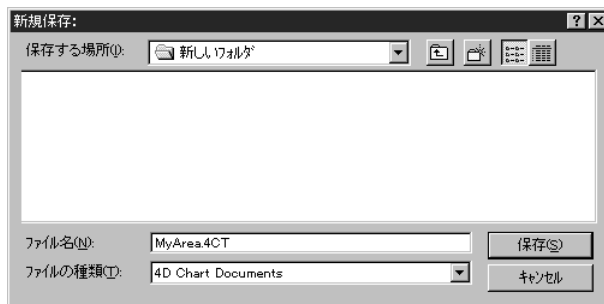 新規保存:
保存する場所(I):
新しいフォルダ
ファイル名(N):
MyArea.4CT
保存(S)
ファイルの種類(T):
4D Chart Documents
キャンセル